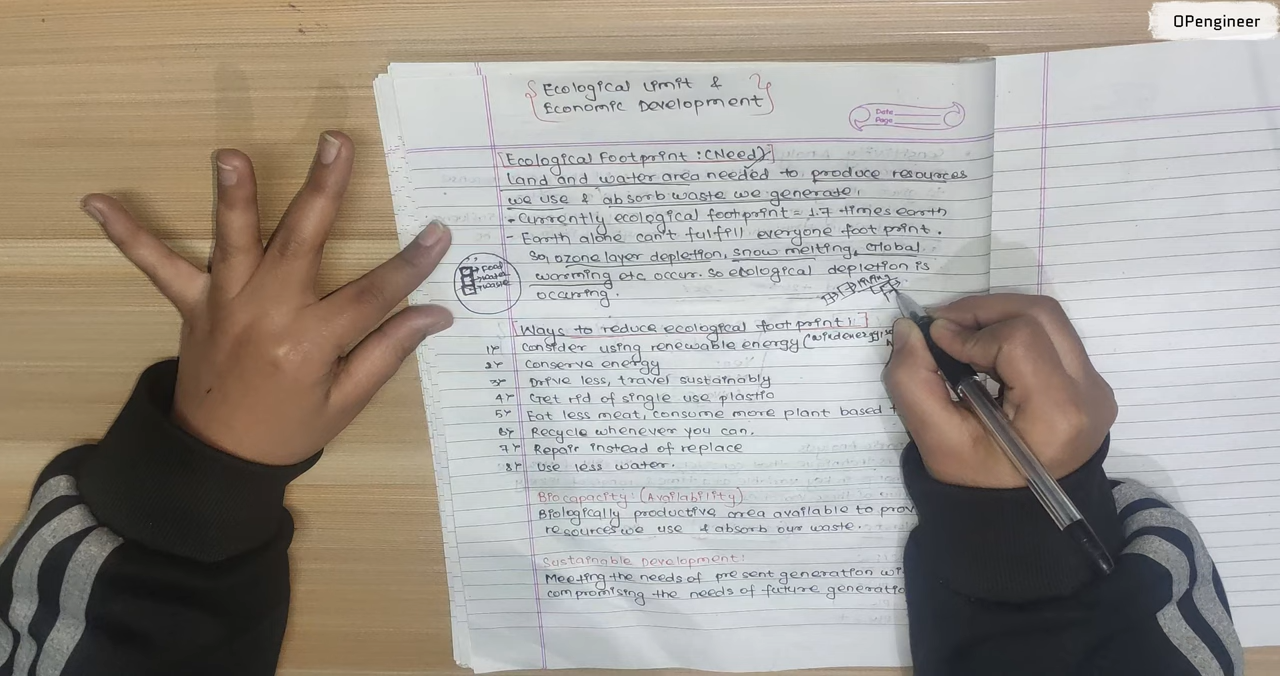 OPengineer
Ecological Limit &
Economic Development
Date
Page
Ecological Footprint : (Need)
Land and water area needed to produce resources
we use & absorb waste we generate.
- Currently ecological footprint = 1.7 times earth
- Earth alone can't fulfill everyone foot print.
so, ozone layer depletion, snow melting, Global
warming etc occur. so ecological depletion is
ocurring.
food
water
waste
Ways to reduce ecological footprint:
1. Consider using renewable energy (windenergy,
2. Conserve energy
3. Drive less, travel sustainably
4. Get rid of single use plastic
5. Eat less meat, consume more plant based
6. Recycle whenever you can.
7. Repair instead of replace
8. Use less water.
Biocapacity: (Availability)
Biologically productive area available to prov
resources we use & absorb our waste.
Sustainable Development:
Meeting the needs of present generation wi
compromising the needs of future generatio